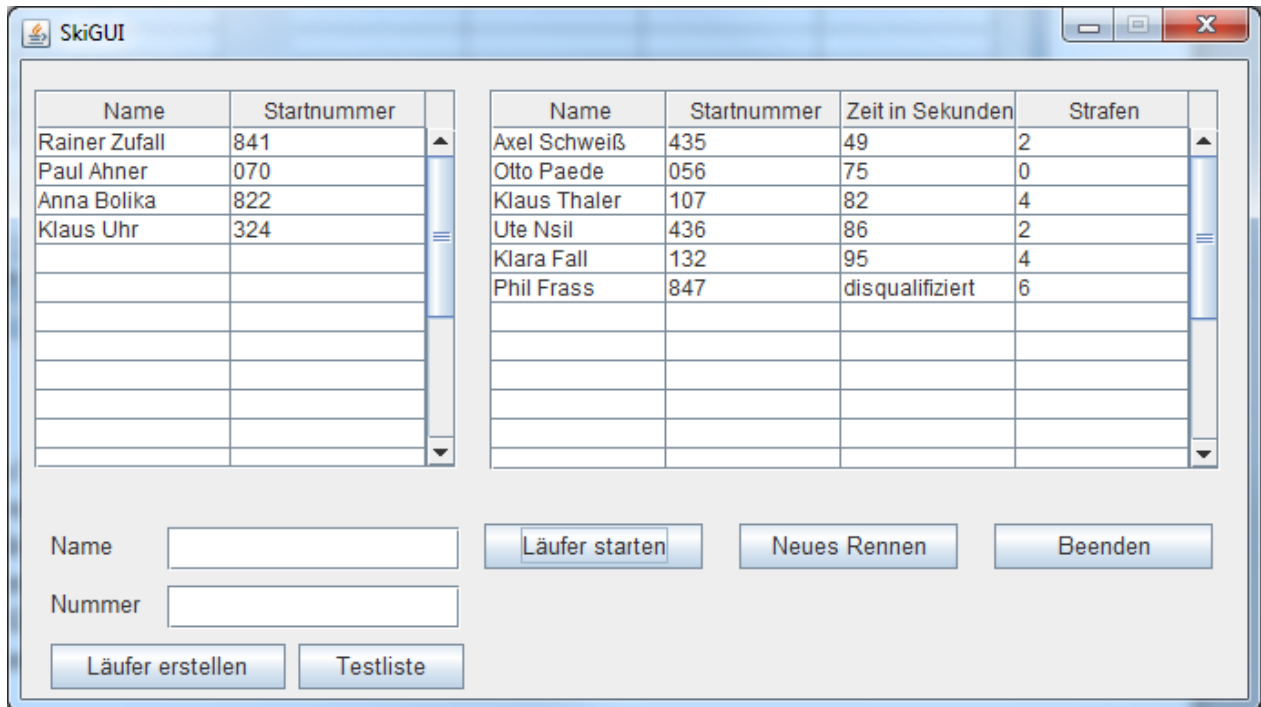 SkiGUI
Name Startnummer
Rainer Zufall 841
Paul Ahner 070
Anna Bolika 822
Klaus Uhr 324
Name Startnummer Zeit in Sekunden Strafen
Axel Schweiß 435 49 2
Otto Paede 056 75 0
Klaus Thaler 107 82 4
Ute Nsil 436 86 2
Klara Fall 132 95 4
Phil Frass 847 disqualifiziert 6
Name
Läufer starten Neues Rennen Beenden
Nummer
Läufer erstellen Testliste